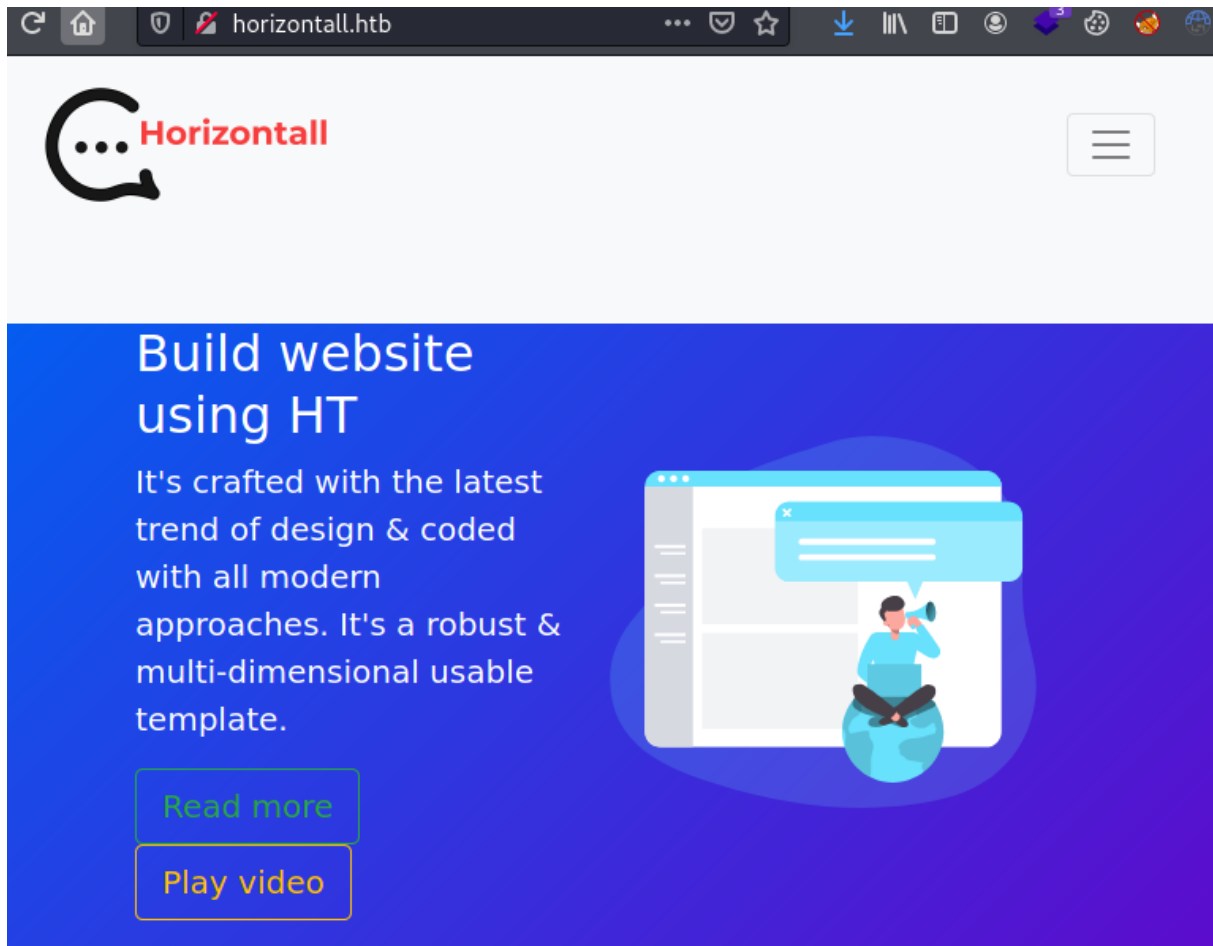 horizontall.htb
3
Horizontall
Build website
using HT
It's crafted with the latest
trend of design & coded
with all modern
approaches. It's a robust &
multi-dimensional usable
template.
Read more
Play video